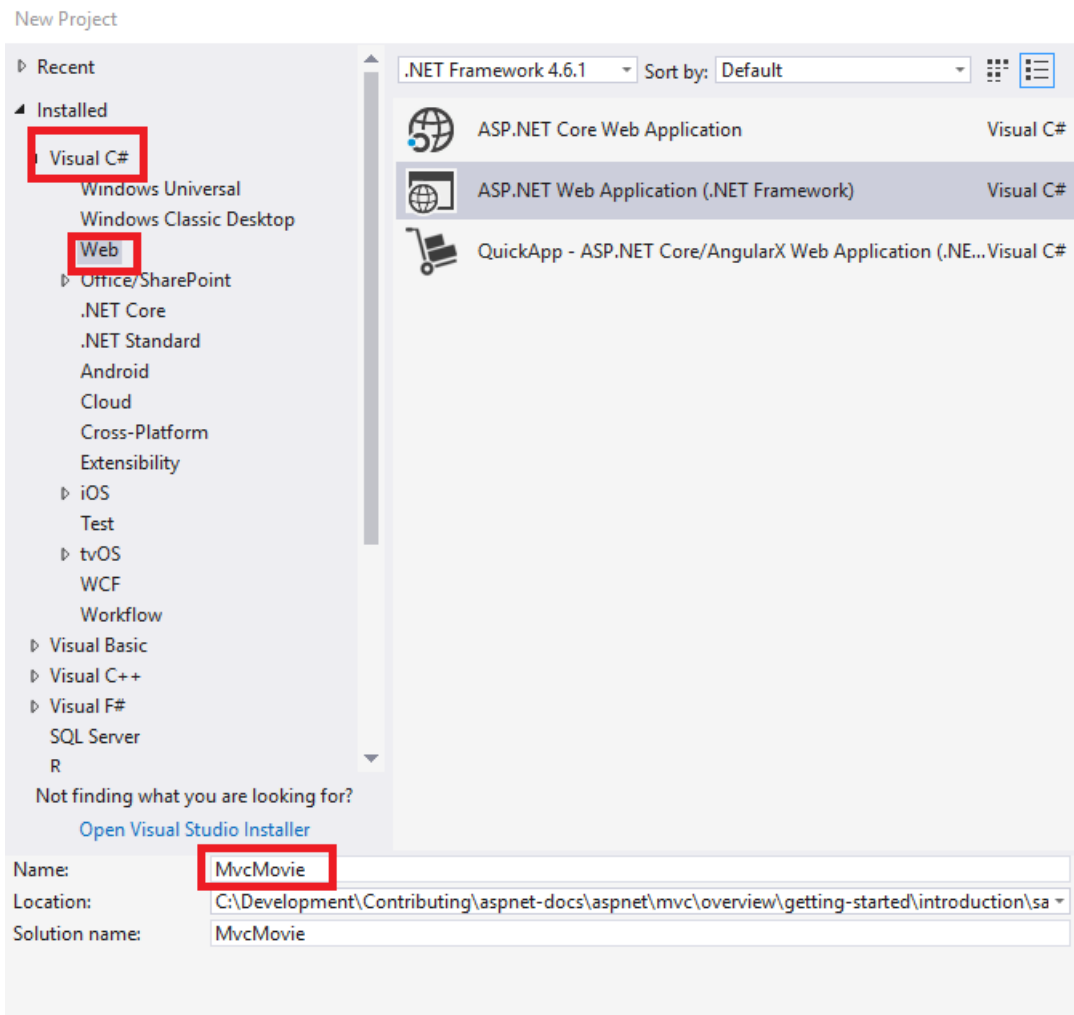 New Project
Recent
Installed
Visual C#
Windows Universal
Windows Classic Desktop
Web
Office/SharePoint
.NET Core
.NET Standard
Android
Cloud
Cross-Platform
Extensibility
iOS
Test
tvOS
WCF
Workflow
Visual Basic
Visual C++
Visual F#
SQL Server
R
Not finding what you are looking for?
Open Visual Studio Installer
.NET Framework 4.6.1 Sort by: Default
ASP.NET Core Web Application Visual C#
ASP.NET Web Application (.NET Framework) Visual C#
QuickApp - ASP.NET Core/AngularX Web Application (.NE... Visual C#
Name: MvcMovie
Location: C:\Development\Contributing\aspnet-docs\aspnet\mvc\overview\getting-started\introduction\sa
Solution name: MvcMovie